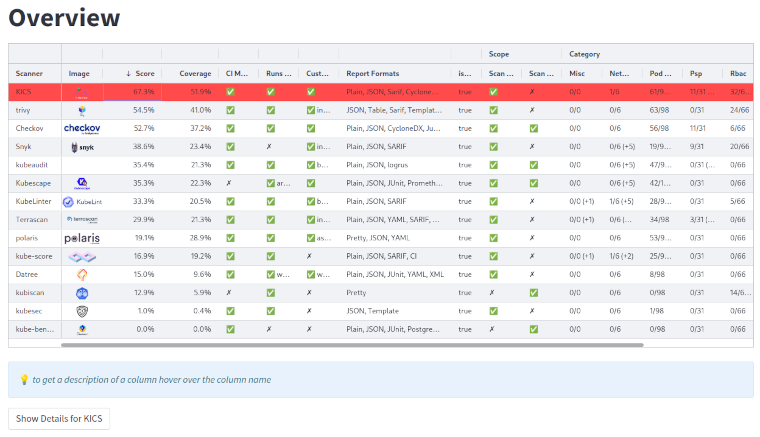 Overview
Scope Category
Scanner Image ↓ Score Coverage CI M... Runs ... Cust... Report Formats is... Scan ... Scan ... Misc Net... Pod ... Psp Rbac
KICS 67.3% 51.9% ✅ ✅ ✅ Plain, JSON, Sarif, Cyclone... true ✅ ✗ 0/0 1/6 61/9... 11/31 ... 32/6...
trivy 54.5% 41.0% ✅ ✅ ✅ in... JSON, Table, Sarif, Templat... true ✅ ✗ 0/0 0/6 63/98 0/31 24/66
Checkov checkov 52.7% 37.2% ✅ ✅ ✅ in... Plain, JSON, CycloneDX, Ju... true ✅ ✅ 0/0 0/6 56/98 11/31 6/66
Snyk snyk 38.6% 23.4% ✅ ✗ ✅ in... Plain, JSON, SARIF true ✅ ✗ 0/0 0/6 (+5) 19/9... 9/31 20/66
kubeaudit 35.4% 21.3% ✅ ✅ ✅ b... Plain, JSON, logrus true ✅ ✅ 0/0 0/6 (+5) 47/9... 0/31 (... 0/66
Kubescape 35.3% 22.3% ✗ ✅ ar... ✅ Plain, JSON, JUnit, Prometh... true ✅ ✅ 0/0 0/6 (+5) 42/1... 0/31 0/66
KubeLinter KubeLint 33.3% 20.5% ✅ ✅ ✅ b... Plain, JSON, SARIF true ✅ ✗ 0/0 (+1) 1/6 (+5) 28/9... 0/31 5/66
Terrascan terrascan 29.9% 21.3% ✅ ✅ ✅ in... Plain, JSON, YAML, SARIF, ... true ✅ ✗ 0/0 (+1) 0/6 (... 34/98 3/31 (... 0/66
polaris polaris 19.1% 28.9% ✅ ✅ ✅ as... Pretty, JSON, YAML true ✅ ✅ 0/0 0/6 53/9... 0/31 0/66
kube-score 16.9% 19.2% ✅ ✅ ✗ Plain, JSON, SARIF, CI true ✅ ✗ 0/0 (+1) 1/6 (+2) 25/9... 0/31 0/66
Datree 15.0% 9.6% ✅ ✅ w... ✅ w... Plain, JSON, JUnit, YAML, XML true ✅ ✗ 0/0 0/6 8/98 0/31 0/66
kubiscan 12.9% 5.9% ✗ ✅ ✗ Pretty true ✗ ✅ 0/0 0/6 0/98 0/31 14/6...
kubesec 1.0% 0.4% ✅ ✅ ✗ JSON, Template true ✅ ✗ 0/0 0/6 1/98 0/31 0/66
kube-ben... 0.0% 0.0% ✅ ✗ ✗ Plain, JSON, JUnit, Postgre... true ✗ ✅ 0/0 0/6 0/98 0/31 0/66
💡 to get a description of a column hover over the column name
Show Details for KICS